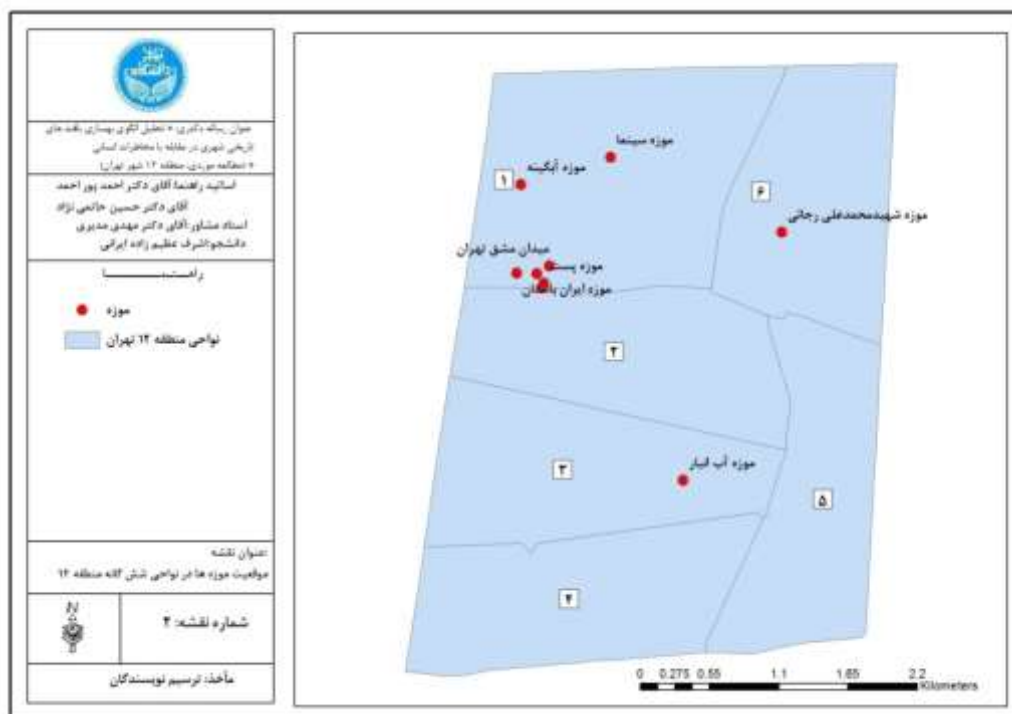 عنوان رساله دکتری: « تحلیل الگوی بهسازی بافت های
تاریخی شهری در مقابله با مخاطرات انسانی
» (مطالعه موردی، منطقه ۱۲ شهر تهران)
اساتید راهنما:آقای دکتر احمد پور احمد
آقای دکتر حسین حاتمی نژاد
استاد مشاور:آقای دکتر مهدی مدیری
دانشجو:اشرف عظیم زاده ایرانی
راهنما
موزه
نواحی منطقه ۱۲ تهران
عنوان نقشه:
موقعیت موزه ها در نواحی شش گانه منطقه ۱۲
N
شماره نقشه: ۲
مآخذ: ترسیم نویسندگان
موزه سینما
موزه آبگینه
۱
۶
موزه شهیدمحمدعلی رجائی
میدان مشق تهران
موزه پست
موزه ایران باستان
۲
موزه آب انبار
۳
۵
۴
0 0.275 0.55 1.1 1.65 2.2
Kilometers